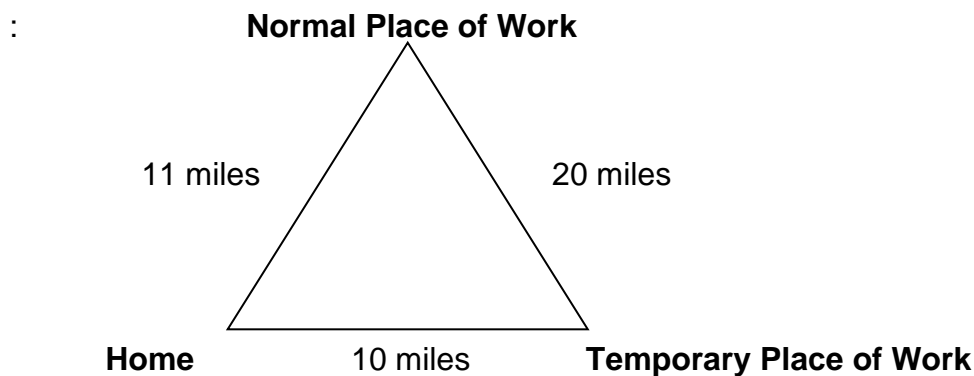 : Normal Place of Work
11 miles 20 miles
Home 10 miles Temporary Place of Work